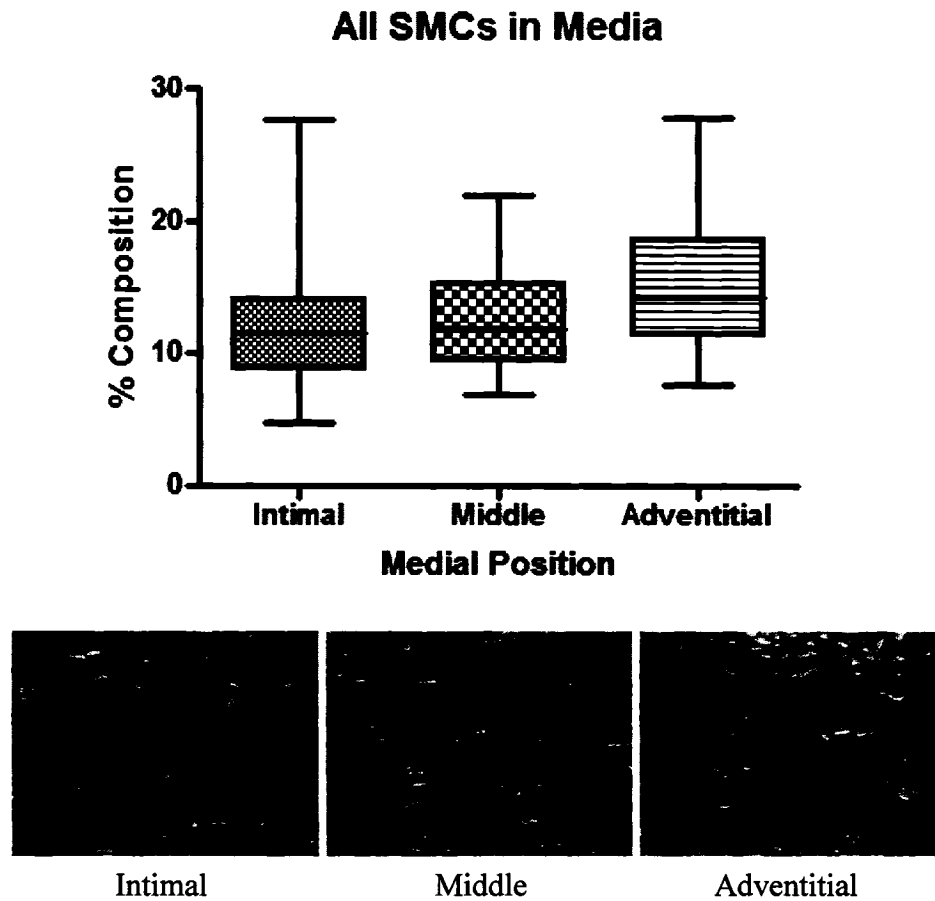 All SMCs in Media
% Composition
30
20
10
0
Intimal Middle Adventitial
Medial Position
Intimal Middle Adventitial